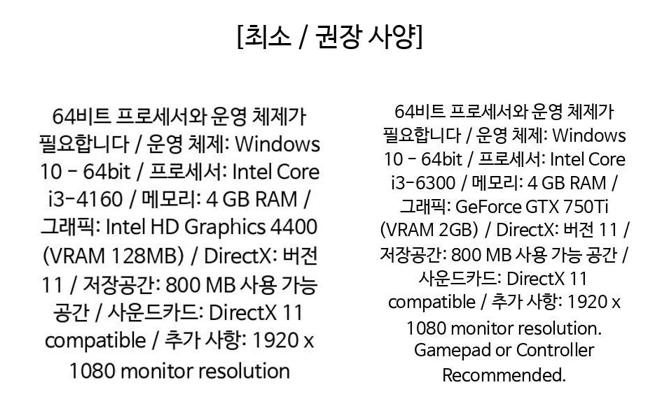 [최소 / 권장 사양]
64비트 프로세서와 운영 체제가
필요합니다 / 운영 체제: Windows
10 - 64bit / 프로세서: Intel Core
i3-4160 / 메모리: 4 GB RAM /
그래픽: Intel HD Graphics 4400
(VRAM 128MB) / DirectX: 버전
11 / 저장공간: 800 MB 사용 가능
공간 / 사운드카드: DirectX 11
compatible / 추가 사항: 1920 x
1080 monitor resolution
64비트 프로세서와 운영 체제가
필요합니다 / 운영 체제: Windows
10 - 64bit / 프로세서: Intel Core
i3-6300 / 메모리: 4 GB RAM /
그래픽: GeForce GTX 750Ti
(VRAM 2GB) / DirectX: 버전 11 /
저장공간: 800 MB 사용 가능 공간 /
사운드카드: DirectX 11
compatible / 추가 사항: 1920 x
1080 monitor resolution.
Gamepad or Controller
Recommended.